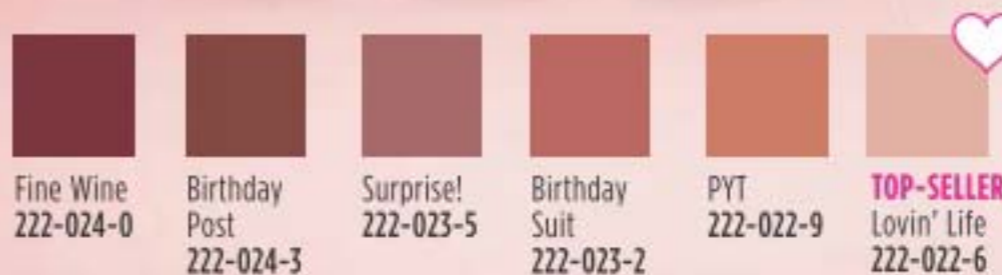 Fine Wine
222-024-0
Birthday
Post
222-024-3
Surprise!
222-023-5
Birthday
Suit
222-023-2
PYT
222-022-9
TOP-SELLER
Lovin' Life
222-022-6